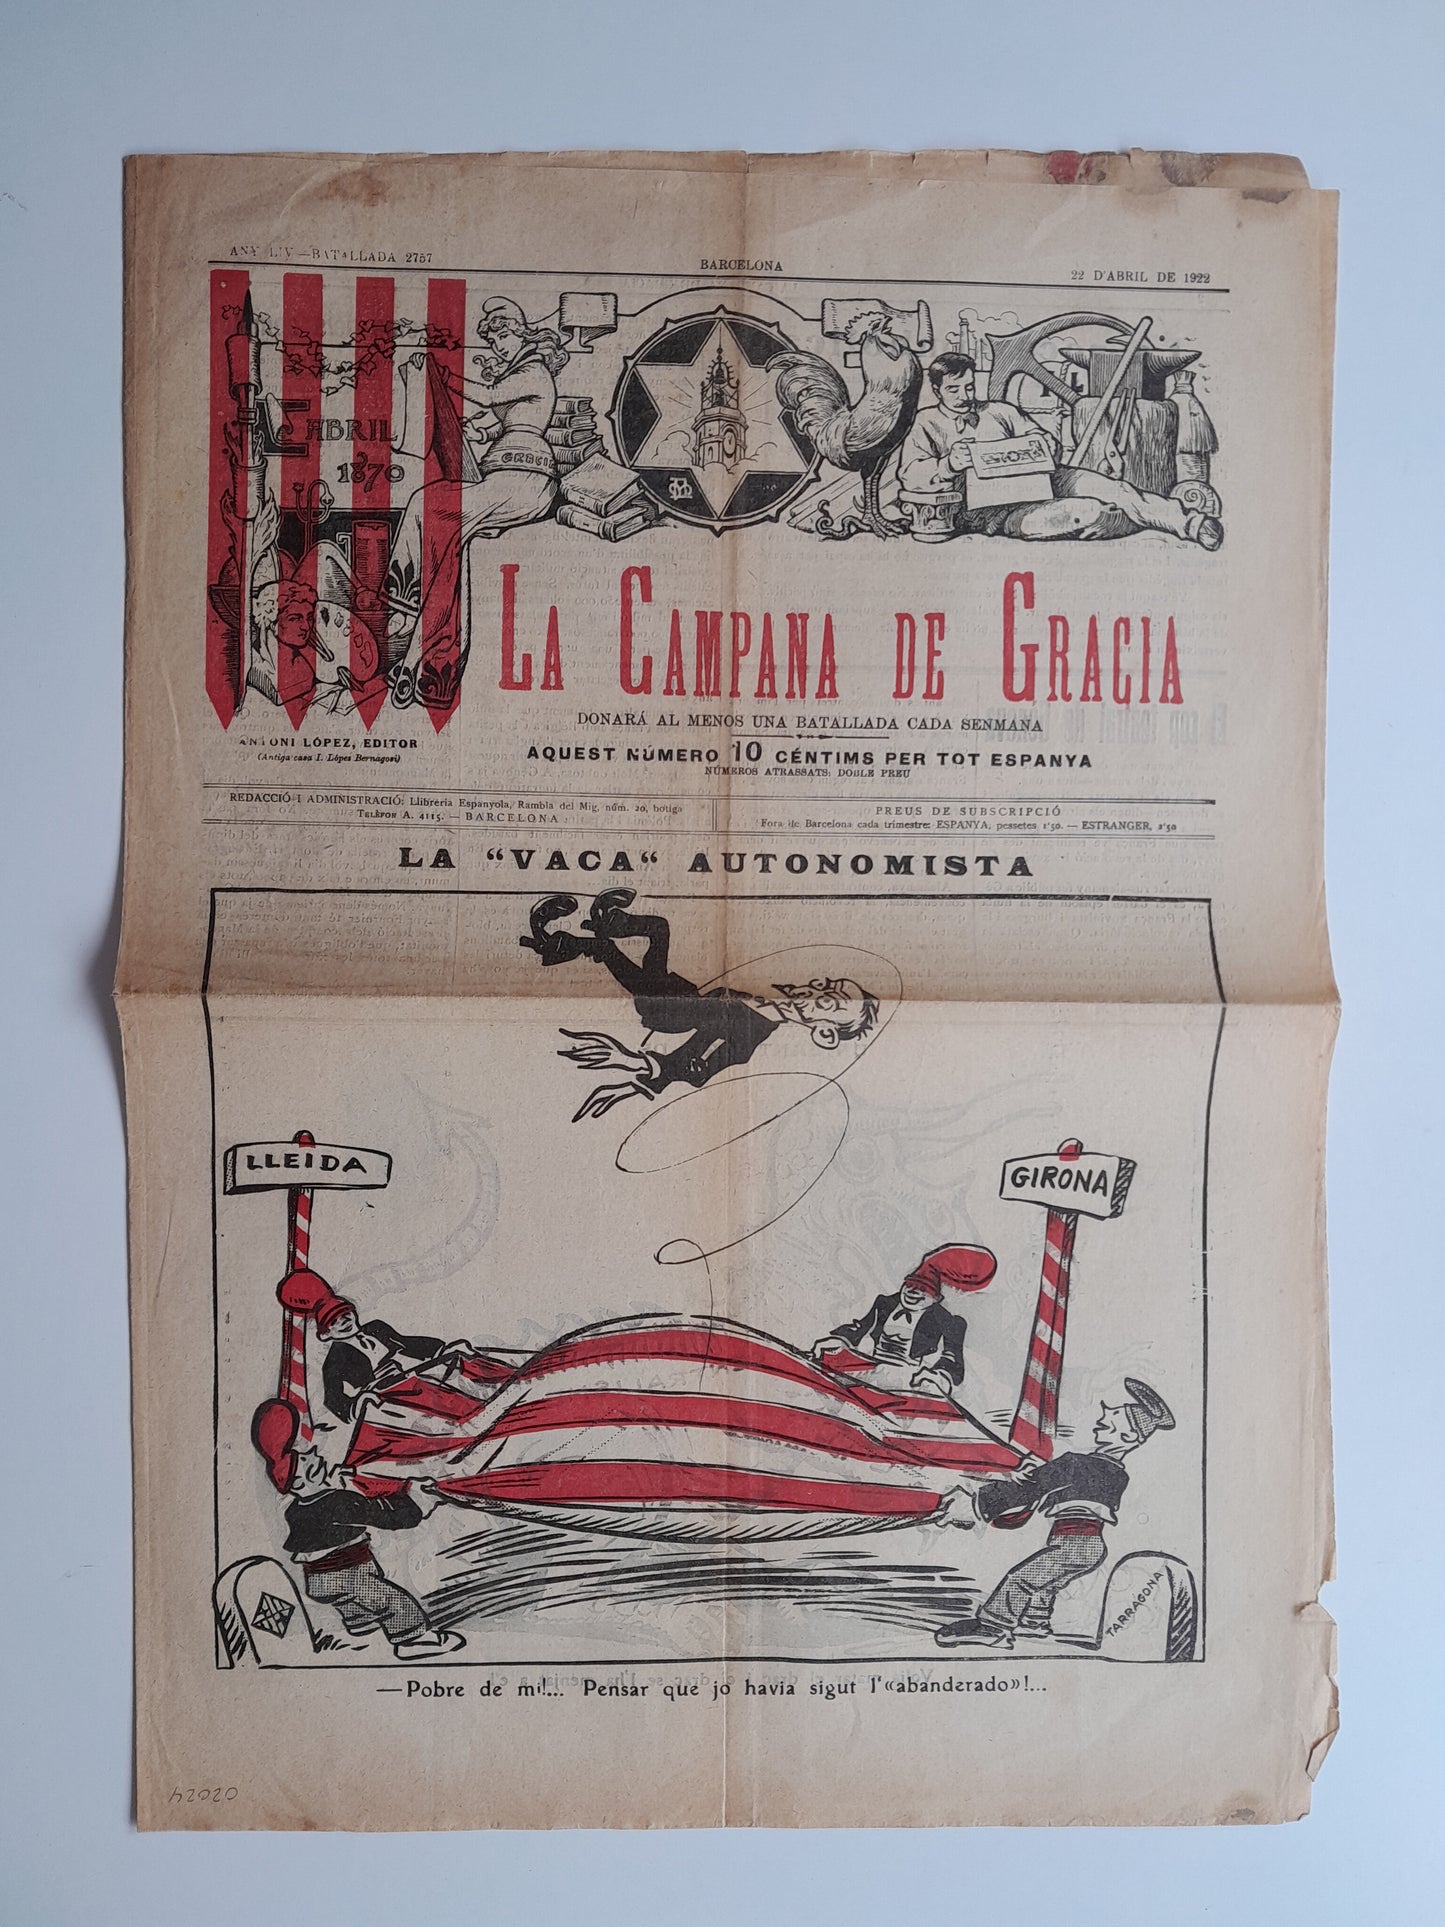 ANY LIV—BATALLADA 2757
BARCELONA
22 D'ABRIL DE 1922
ABRIL
1870
GRACIA
LA CAMPANA DE GRACIA
DONARÁ AL MENOS UNA BATALLADA CADA SENMANA
ANTONI LÓPEZ, EDITOR
(Antiga casa I. López Bernagosi)
AQUEST NÚMERO 10 CÉNTIMS PER TOT ESPANYA
NÚMEROS ATRASSATS: DOBLE PREU
REDACCIÓ I ADMINISTRACIÓ: Llibrería Espanyola, Rambla del Mig, núm. 20, botiga
TELÈFON A. 4115. — BARCELONA
PREUS DE SUBSCRIPCIÓ
Fora de Barcelona cada trimestre: ESPANYA, pessetes 1'50. — ESTRANGER, 2'50
LA “VACA“ AUTONOMISTA
LLEIDA
GIRONA
TARRAGONA
—Pobre de mi!... Pensar que jo havia sigut l'«abanderado»!...
42020